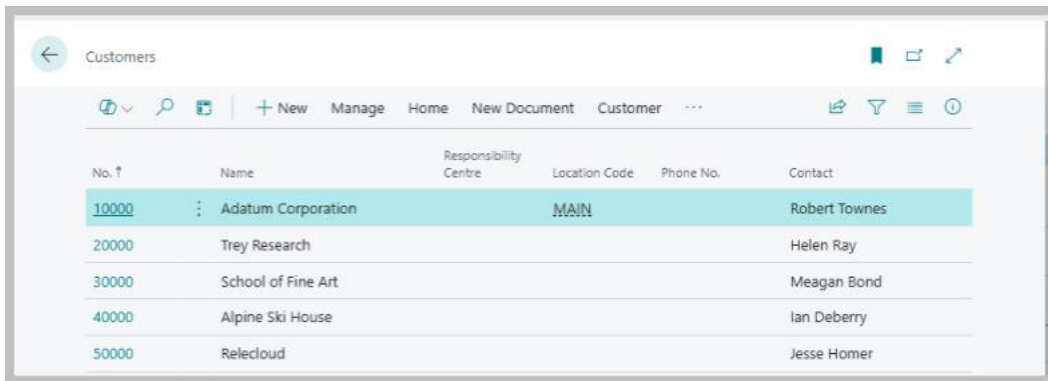 Customers
New Manage Home New Document Customer ...
No. ↑ Name Responsibility Centre Location Code Phone No. Contact
10000 Adatum Corporation MAIN Robert Townes
20000 Trey Research Helen Ray
30000 School of Fine Art Meagan Bond
40000 Alpine Ski House Ian Deberry
50000 Relecloud Jesse Homer